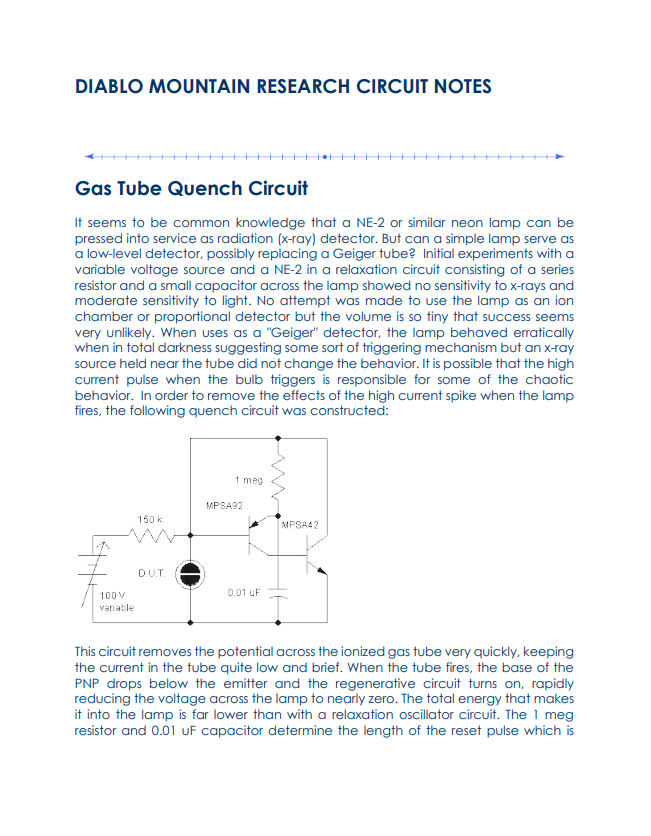 DIABLO MOUNTAIN RESEARCH CIRCUIT NOTES
Gas Tube Quench Circuit
It seems to be common knowledge that a NE-2 or similar neon lamp can be
pressed into service as radiation (x-ray) detector. But can a simple lamp serve as
a low-level detector, possibly replacing a Geiger tube? Initial experiments with a
variable voltage source and a NE-2 in a relaxation circuit consisting of a series
resistor and a small capacitor across the lamp showed no sensitivity to x-rays and
moderate sensitivity to light. No attempt was made to use the lamp as an ion
chamber or proportional detector but the volume is so tiny that success seems
very unlikely. When uses as a "Geiger" detector, the lamp behaved erratically
when in total darkness suggesting some sort of triggering mechanism but an x-ray
source held near the tube did not change the behavior. It is possible that the high
current pulse when the bulb triggers is responsible for some of the chaotic
behavior. In order to remove the effects of the high current spike when the lamp
fires, the following quench circuit was constructed:
1 meg
MPSA92
150 k
MPSA42
D.U.T.
0.01 uF
100 V
variable
This circuit removes the potential across the ionized gas tube very quickly, keeping
the current in the tube quite low and brief. When the tube fires, the base of the
PNP drops below the emitter and the regenerative circuit turns on, rapidly
reducing the voltage across the lamp to nearly zero. The total energy that makes
it into the lamp is far lower than with a relaxation oscillator circuit. The 1 meg
resistor and 0.01 uF capacitor determine the length of the reset pulse which is